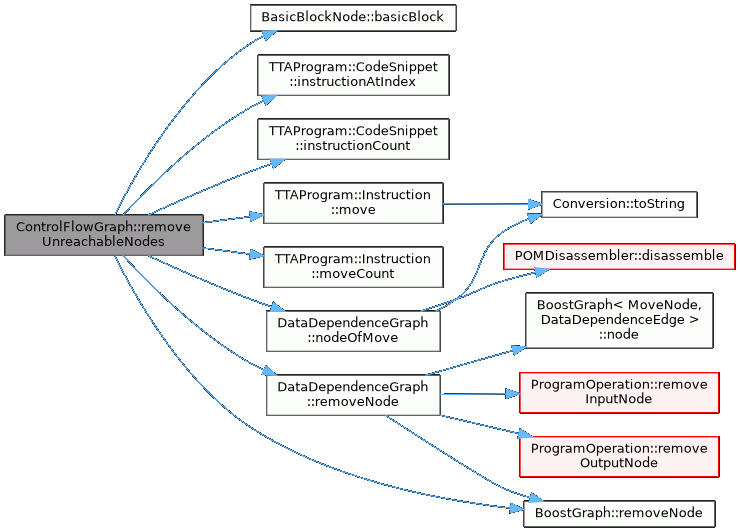 BasicBlockNode::basicBlock
TTAProgram::CodeSnippet
::instructionAtIndex
TTAProgram::CodeSnippet
::instructionCount
TTAProgram::Instruction
::move
Conversion::toString
ControlFlowGraph::remove
UnreachableNodes
TTAProgram::Instruction
::moveCount
POMDisassembler::disassemble
DataDependenceGraph
::nodeOfMove
BoostGraph< MoveNode,
DataDependenceEdge >
::node
DataDependenceGraph
::removeNode
ProgramOperation::remove
InputNode
ProgramOperation::remove
OutputNode
BoostGraph::removeNode